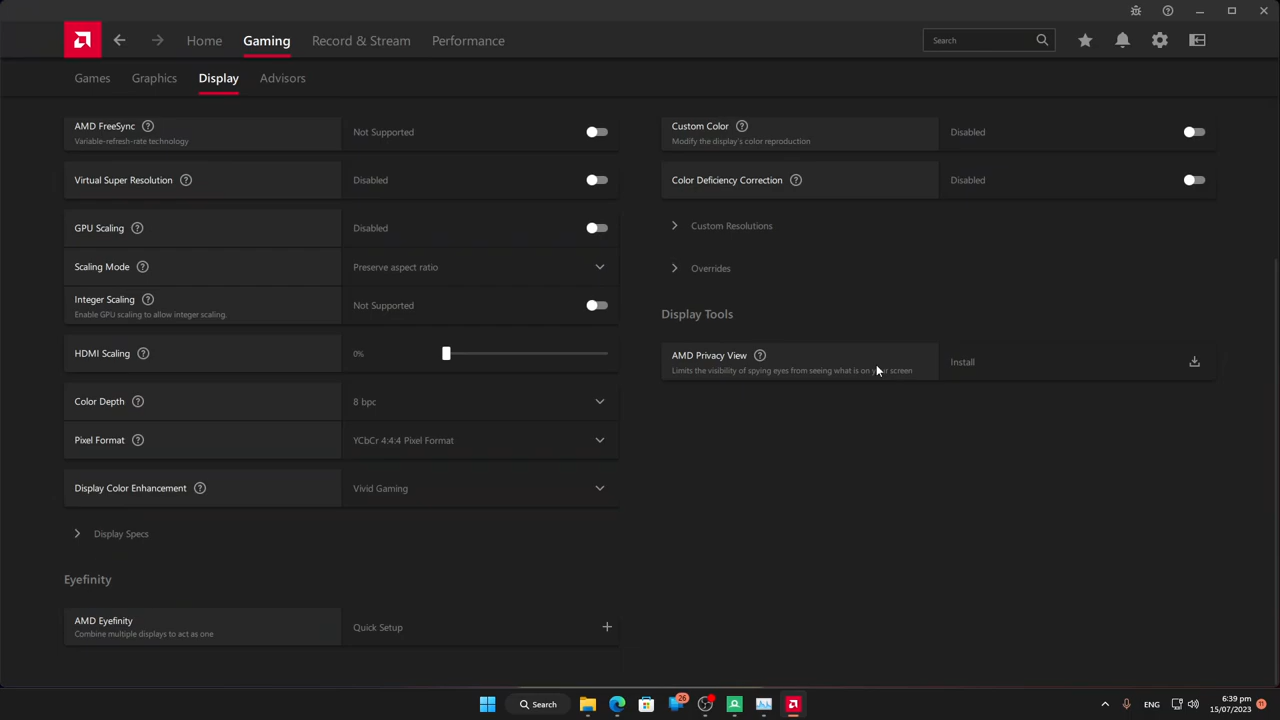 Home
Gaming
Record & Stream
Performance
Search
Games
Graphics
Display
Advisors
AMD FreeSync
Variable-refresh-rate technology
Not Supported
Virtual Super Resolution
Disabled
GPU Scaling
Disabled
Scaling Mode
Preserve aspect ratio
Integer Scaling
Enable GPU scaling to allow integer scaling.
Not Supported
HDMI Scaling
0%
Color Depth
8 bpc
Pixel Format
YCbCr 4:4:4 Pixel Format
Display Color Enhancement
Vivid Gaming
Display Specs
Eyefinity
AMD Eyefinity
Combine multiple displays to act as one
Quick Setup
Custom Color
Modify the display's color reproduction
Disabled
Color Deficiency Correction
Disabled
Custom Resolutions
Overrides
Display Tools
AMD Privacy View
Limits the visibility of spying eyes from seeing what is on your screen
Install
Search
26
ENG
6:39 pm
15/07/2023
11